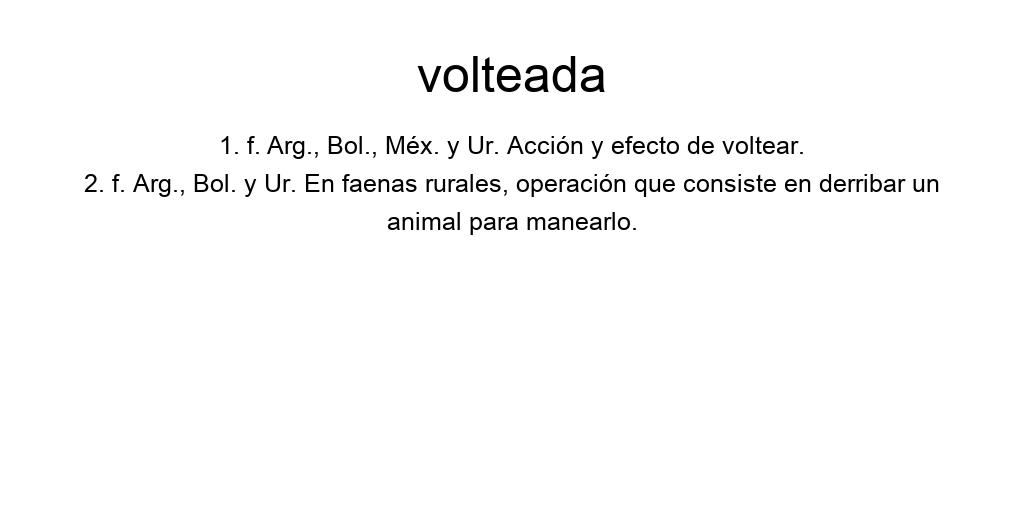 volteada
1. f. Arg., Bol., Méx. y Ur. Acción y efecto de voltear.
2. f. Arg., Bol. y Ur. En faenas rurales, operación que consiste en derribar un
animal para manearlo.